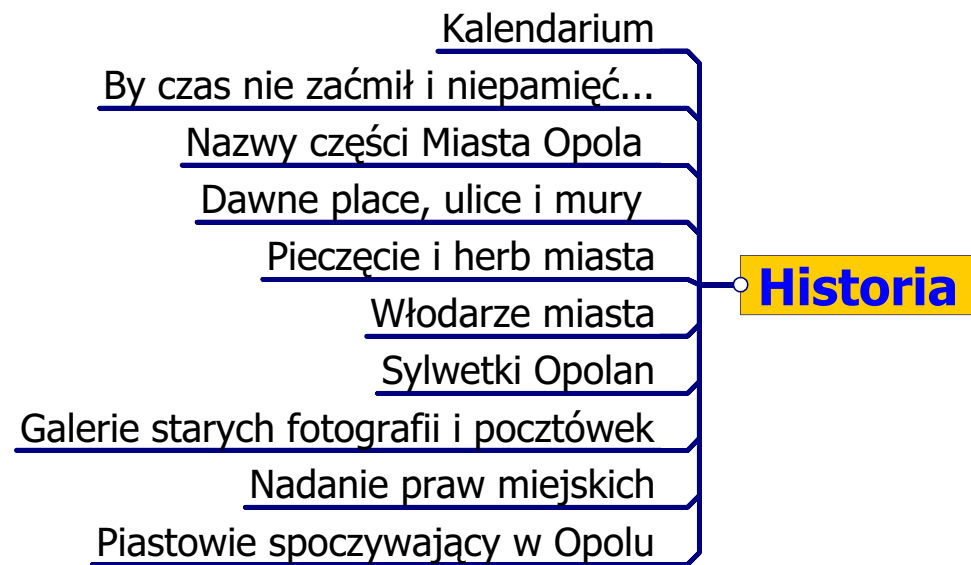 Kalendarium
By czas nie zaćmił i niepamięć...
Nazwy części Miasta Opola
Dawne place, ulice i mury
Pieczęcie i herb miasta
Historia
Włodarze miasta
Sylwetki Opolan
Galerie starych fotografii i pocztówek
Nadanie praw miejskich
Piastowie spoczywający w Opolu